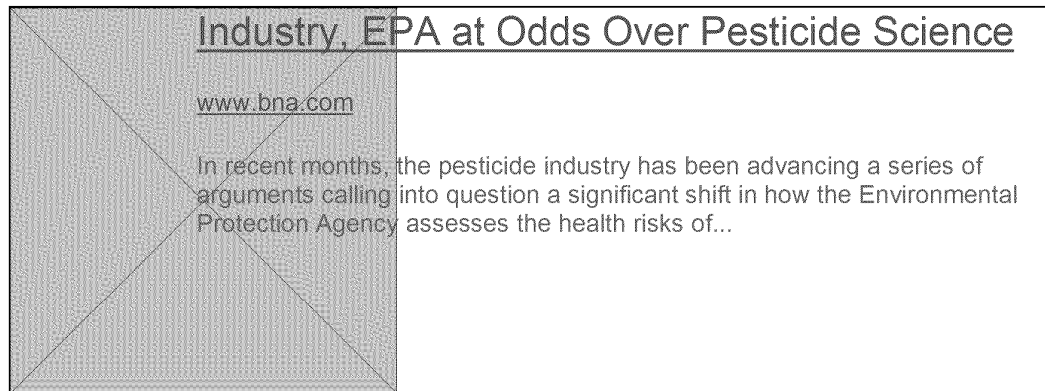 Industry, EPA at Odds Over Pesticide Science
www.bna.com
In recent months, the pesticide industry has been advancing a series of
arguments calling into question a significant shift in how the Environmental
Protection Agency assesses the health risks of...